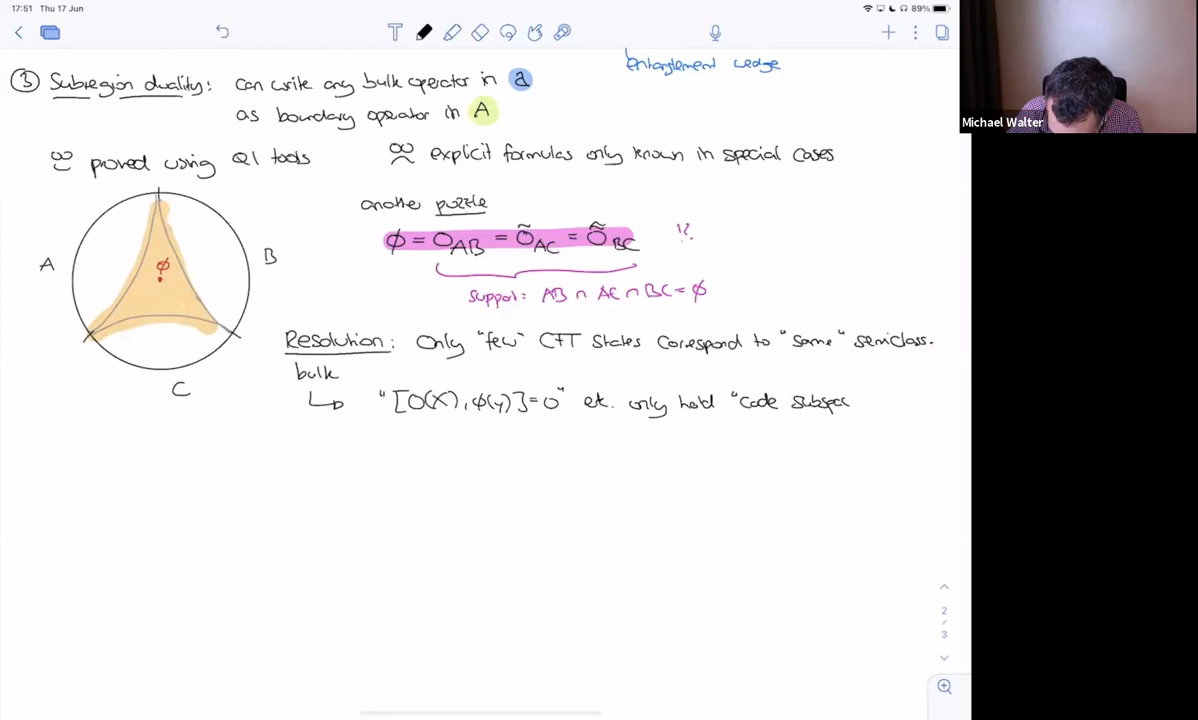 17:51 Thu 17 Jun
89%
entanglement wedge
③ Subregion duality: can write any bulk operator in a
as boundary operator in A
proved using QI tools
explicit formulas only known in special cases
another puzzle
ϕ = O_AB = Õ_AC = Õ̃_BC !?
support: AB ∩ AC ∩ BC = ∅
A
B
C
ϕ
Resolution: Only "few" CFT states correspond to "same" semiclass.
bulk
↳ "[O(X), ϕ(y)] = 0" etc. only hold "code subspac
2
/
3
Michael Walter